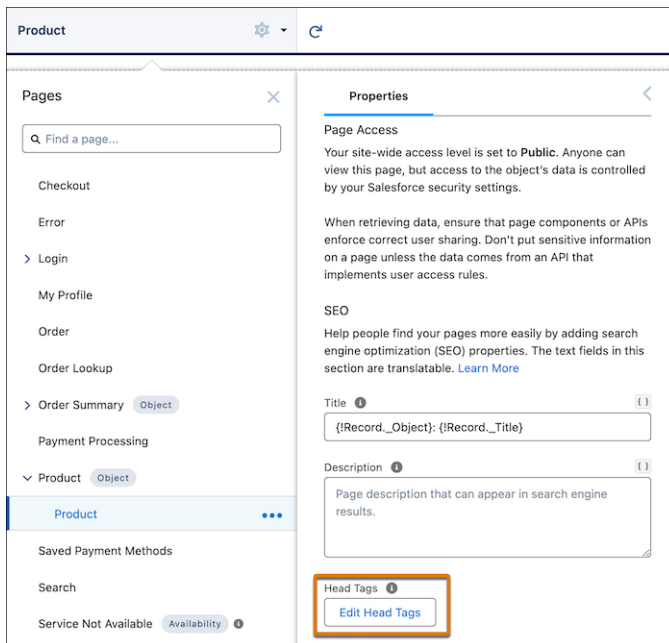 Product
Pages
Find a page...
Checkout
Error
Login
My Profile
Order
Order Lookup
Order Summary Object
Payment Processing
Product Object
Product
Saved Payment Methods
Search
Service Not Available Availability
Properties
Page Access
Your site-wide access level is set to Public. Anyone can
view this page, but access to the object's data is controlled
by your Salesforce security settings.
When retrieving data, ensure that page components or APIs
enforce correct user sharing. Don't put sensitive information
on a page unless the data comes from an API that
implements user access rules.
SEO
Help people find your pages more easily by adding search
engine optimization (SEO) properties. The text fields in this
section are translatable. Learn More
Title
{!Record._Object}: {!Record._Title}
Description
Page description that can appear in search engine
results.
Head Tags
Edit Head Tags